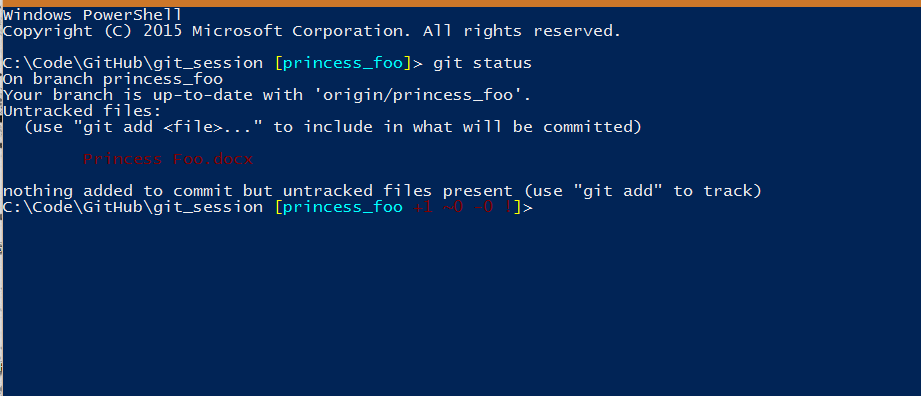 Windows PowerShell
Copyright (C) 2015 Microsoft Corporation. All rights reserved.
C:\Code\GitHub\git_session [princess_foo]> git status
On branch princess_foo
Your branch is up-to-date with 'origin/princess_foo'.
Untracked files:
(use "git add <file>..." to include in what will be committed)
Princess Foo.docx
nothing added to commit but untracked files present (use "git add" to track)
C:\Code\GitHub\git_session [princess_foo +1 ~0 -0 !]>